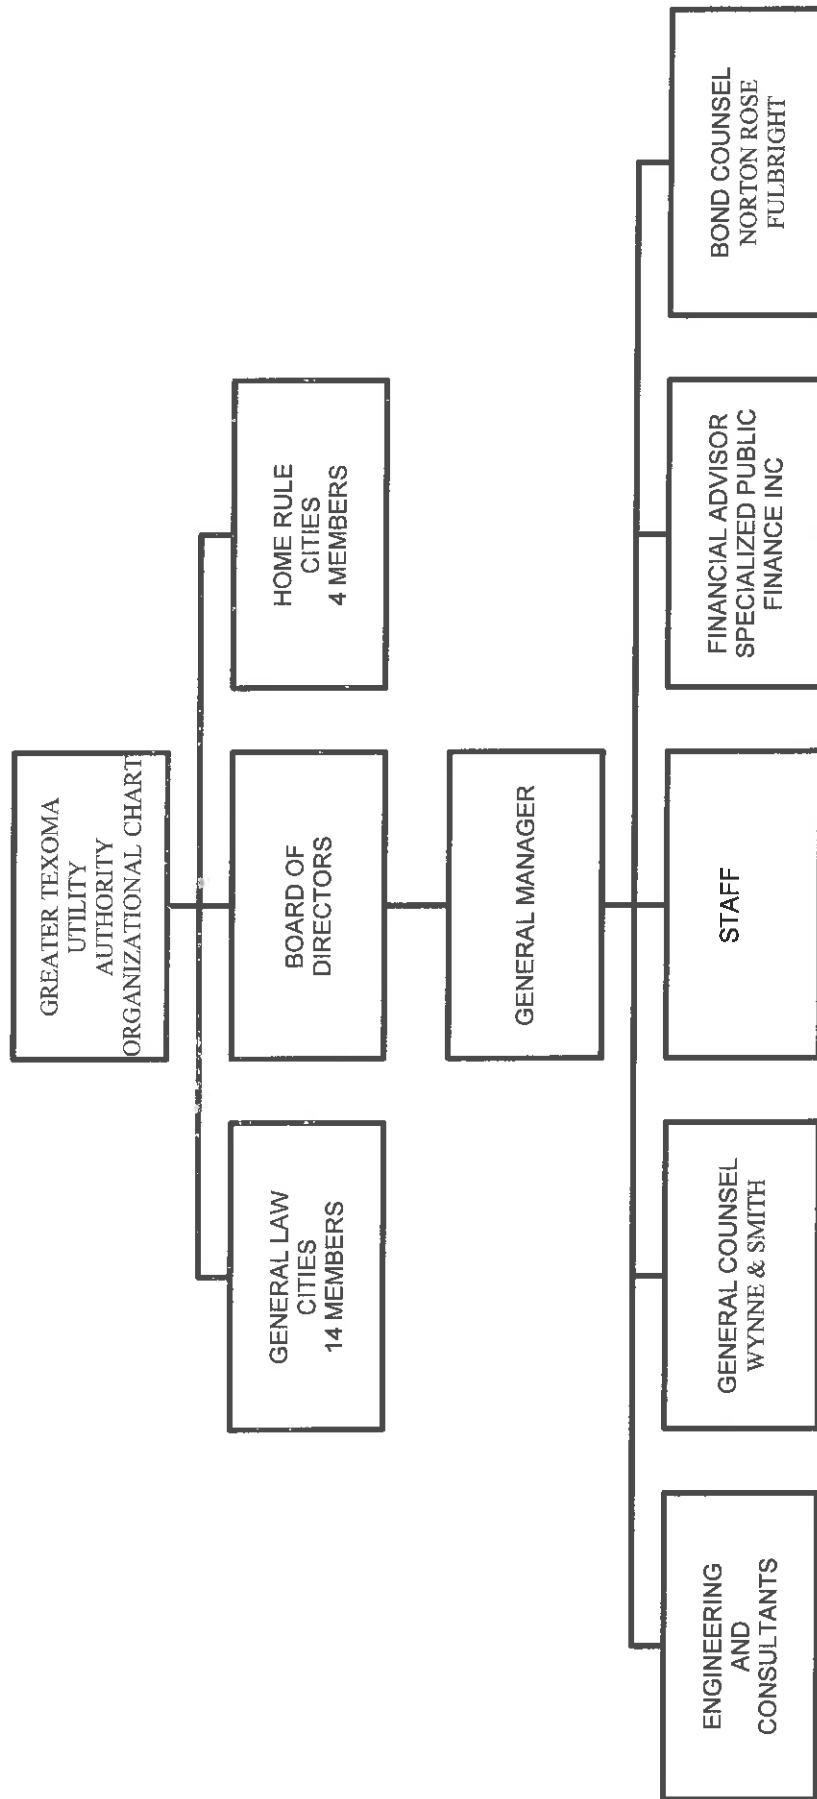 GREATER TEXOMA
UTILITY
AUTHORITY
ORGANIZATIONAL CHART
GENERAL LAW
CITIES
14 MEMBERS
BOARD OF
DIRECTORS
HOME RULE
CITIES
4 MEMBERS
GENERAL MANAGER
ENGINEERING
AND
CONSULTANTS
GENERAL COUNSEL
WYNNE & SMITH
STAFF
FINANCIAL ADVISOR
SPECIALIZED PUBLIC
FINANCE INC
BOND COUNSEL
NORTON ROSE
FULBRIGHT